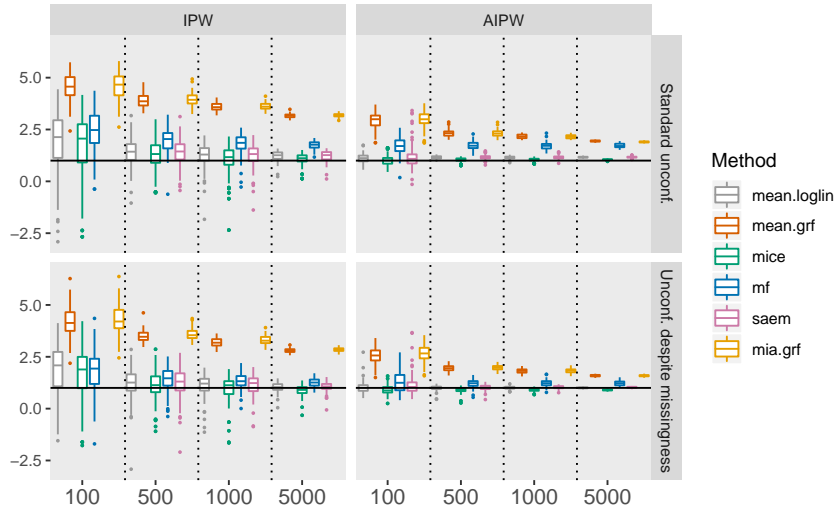 IPW
AIPW
5.0
2.5
0.0
−2.5
Standard unconf.
5.0
2.5
0.0
−2.5
Unconf. despite missingness
100
500
1000
5000
100
500
1000
5000
Method
mean.loglin
mean.grf
mice
mf
saem
mia.grf